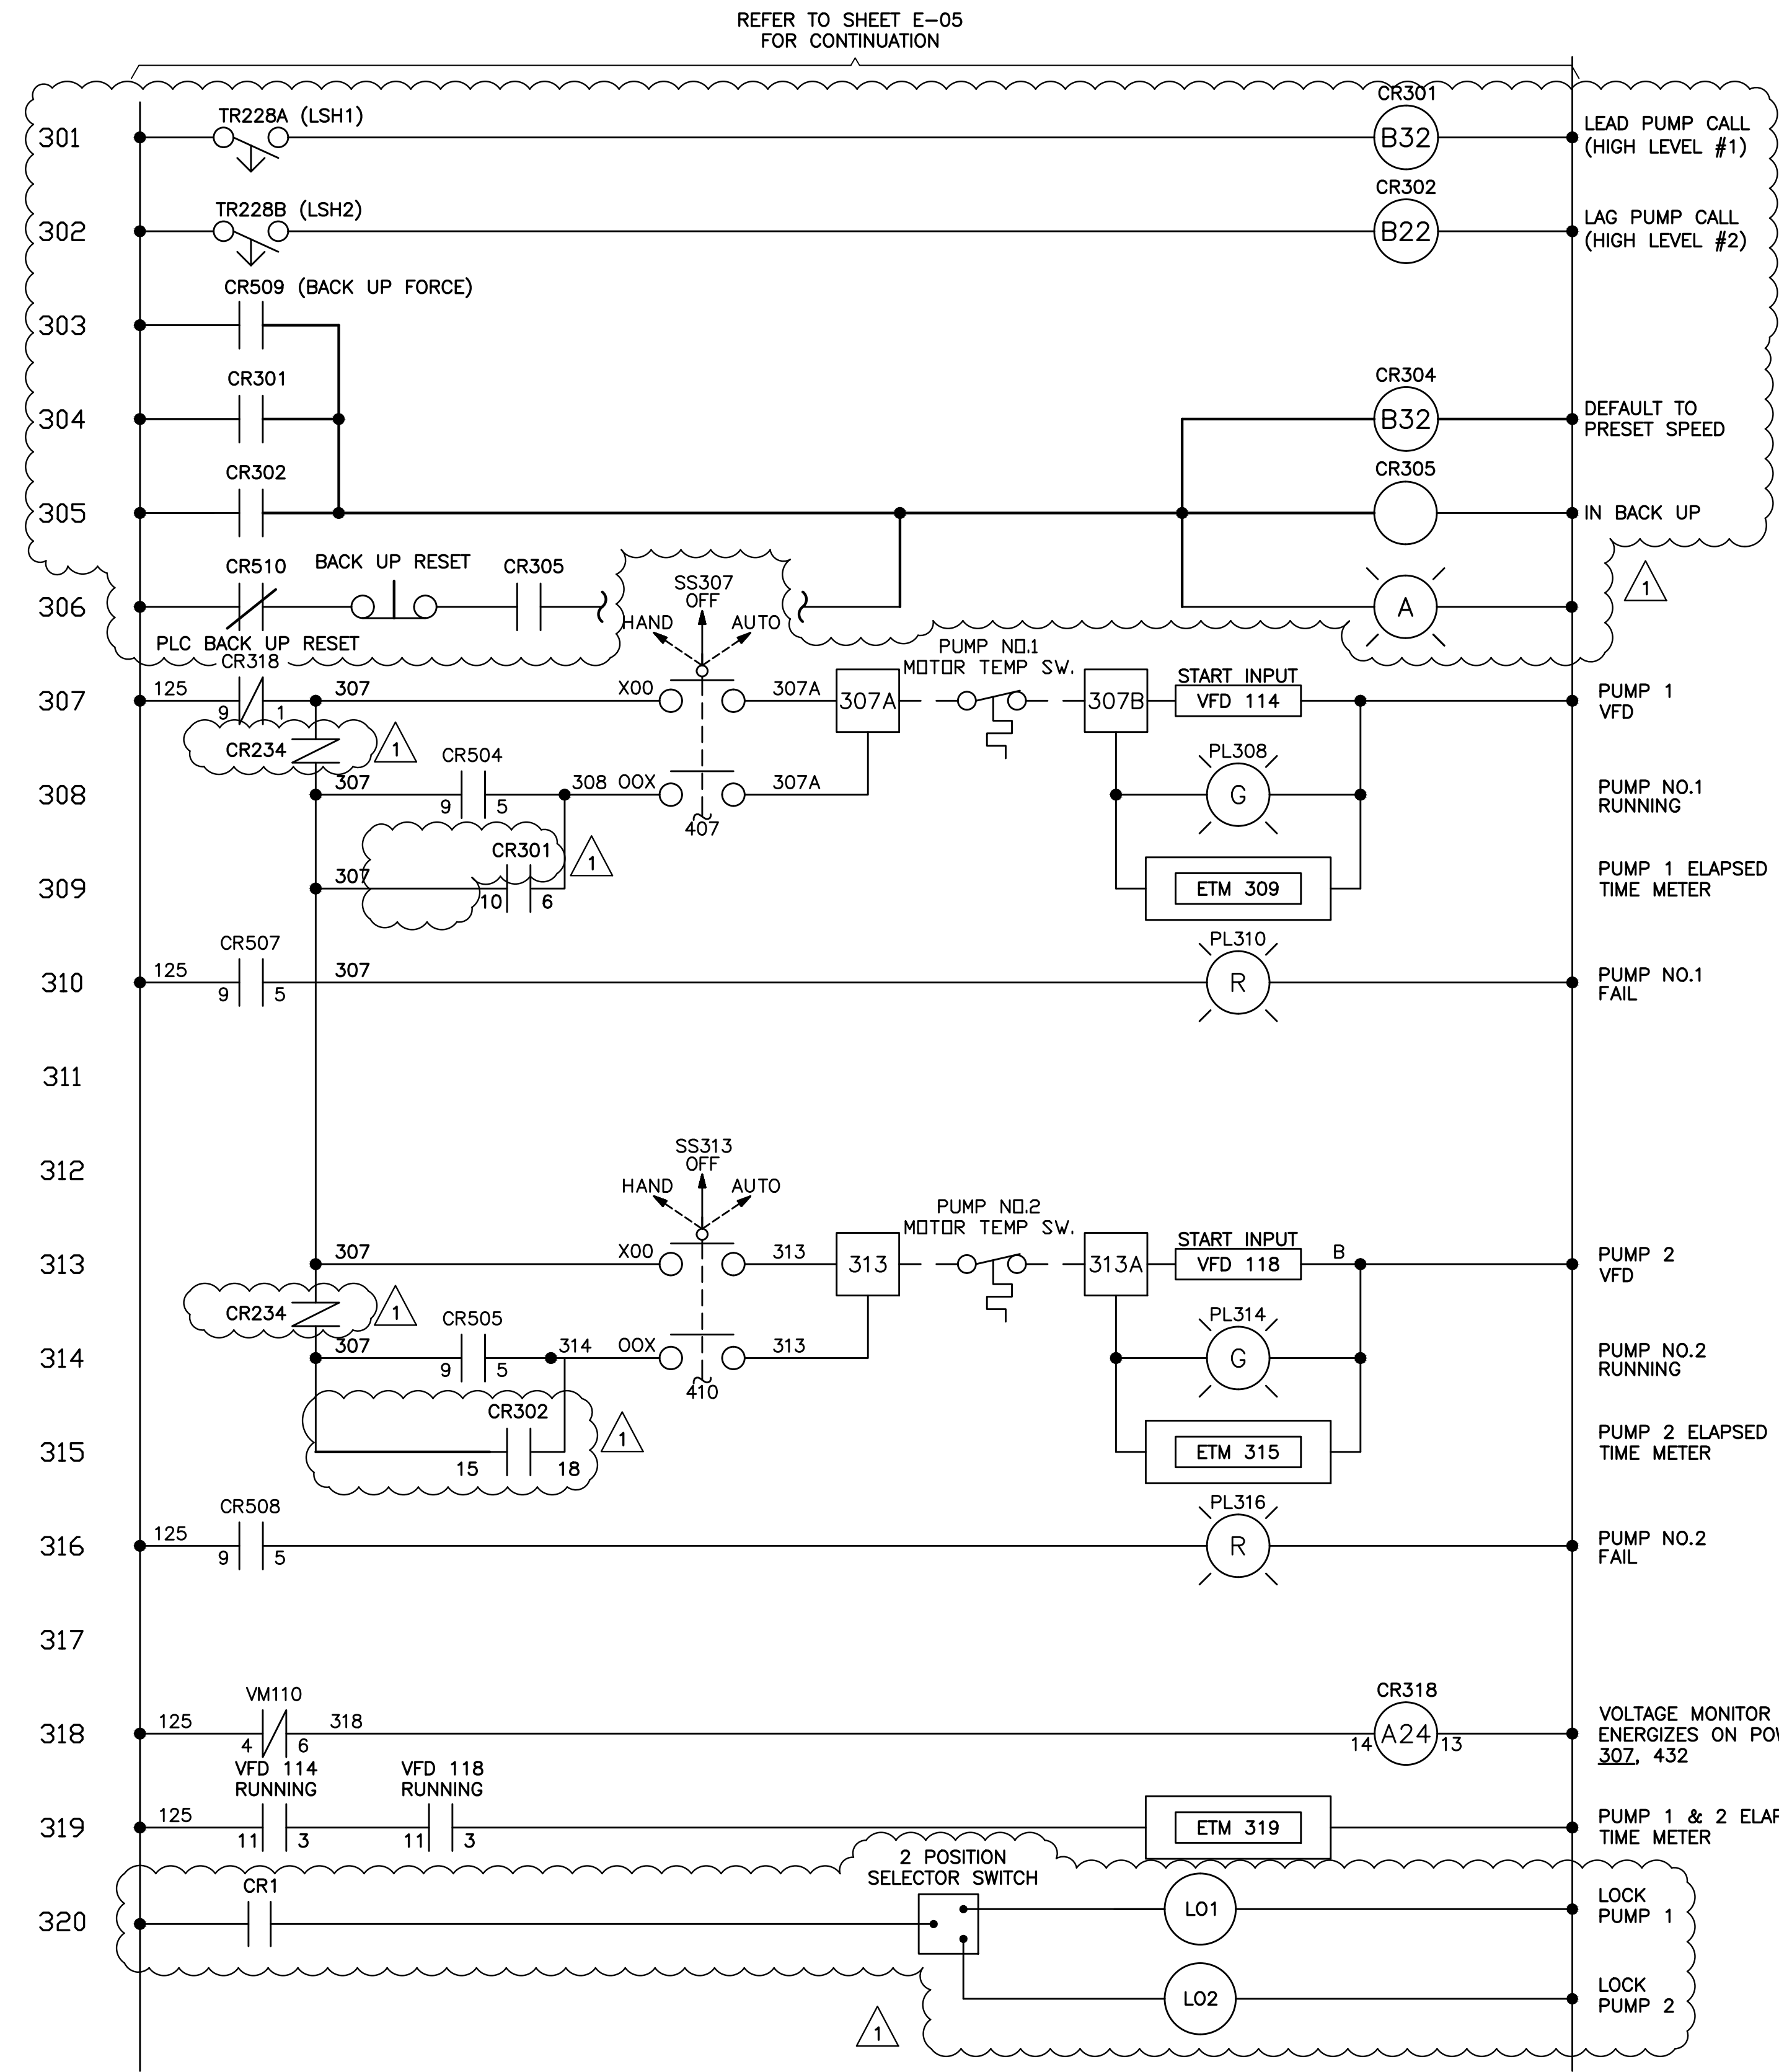 REFER TO SHEET E-05
FOR CONTINUATION
301
TR228A (LSH1)
CR301
B32
LEAD PUMP CALL
(HIGH LEVEL #1)
302
TR228B (LSH2)
CR302
B22
LAG PUMP CALL
(HIGH LEVEL #2)
303
CR509 (BACK UP FORCE)
304
CR301
CR304
B32
DEFAULT TO
PRESET SPEED
305
CR302
CR305
IN BACK UP
306
CR510
BACK UP RESET
CR305
PLC BACK UP RESET
A
1
SS307
OFF
HAND
AUTO
307
125
CR318
9
1
307
X00
307A
307A
PUMP NO.1
MOTOR TEMP SW.
307B
START INPUT
VFD 114
PUMP 1
VFD
CR234
1
308
307
CR504
9
5
308
OOX
307A
407
PL308
G
PUMP NO.1
RUNNING
309
307
CR301
10
6
1
ETM 309
PUMP 1 ELAPSED
TIME METER
310
125
CR507
9
5
307
PL310
R
PUMP NO.1
FAIL
311
312
SS313
OFF
HAND
AUTO
313
307
X00
313
313
PUMP NO.2
MOTOR TEMP SW.
313A
START INPUT
VFD 118
B
PUMP 2
VFD
CR234
1
314
307
CR505
9
5
314
OOX
313
410
PL314
G
PUMP NO.2
RUNNING
315
CR302
15
18
1
ETM 315
PUMP 2 ELAPSED
TIME METER
316
125
CR508
9
5
PL316
R
PUMP NO.2
FAIL
317
318
125
VM110
4
6
318
CR318
14
A24
13
VOLTAGE MONITOR
ENERGIZES ON
307, 432
319
125
VFD 114
RUNNING
11
3
VFD 118
RUNNING
11
3
ETM 319
PUMP 1 & 2
TIME METER
320
CR1
2 POSITION
SELECTOR SWITCH
LO1
LOCK
PUMP 1
LO2
LOCK
PUMP 2
1